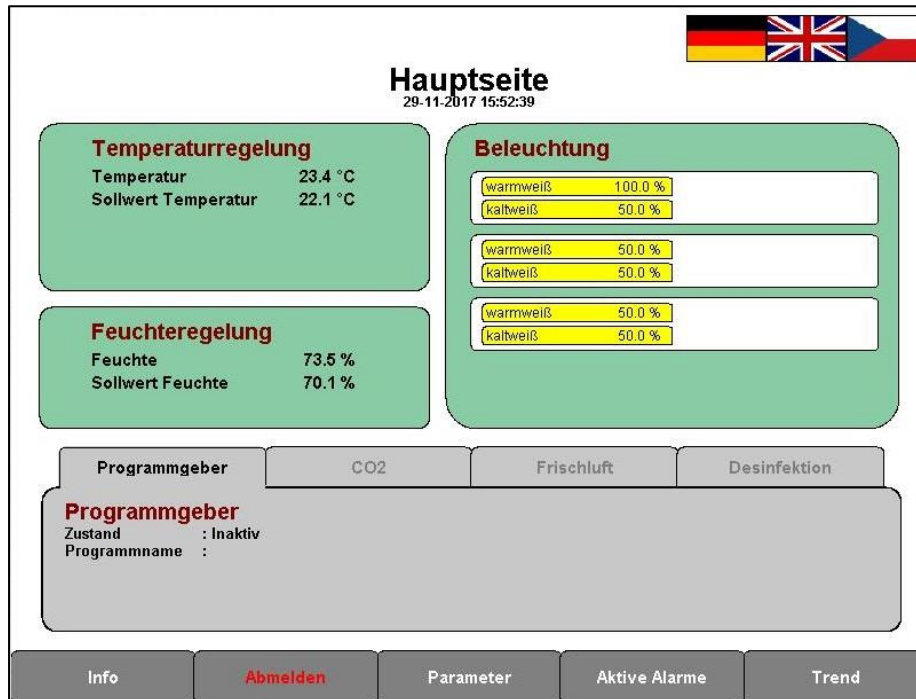 Hauptseite
29-11-2017 15:52:39
Temperaturregelung
Temperatur 23.4 °C
Sollwert Temperatur 22.1 °C
Feuchteregelung
Feuchte 73.5 %
Sollwert Feuchte 70.1 %
Beleuchtung
warmweiß 100.0 %
kaltweiß 50.0 %
warmweiß 50.0 %
kaltweiß 50.0 %
warmweiß 50.0 %
kaltweiß 50.0 %
Programmgeber CO2 Frischluft Desinfektion
Programmgeber
Zustand : Inaktiv
Programmname :
Info Abmelden Parameter Aktive Alarme Trend